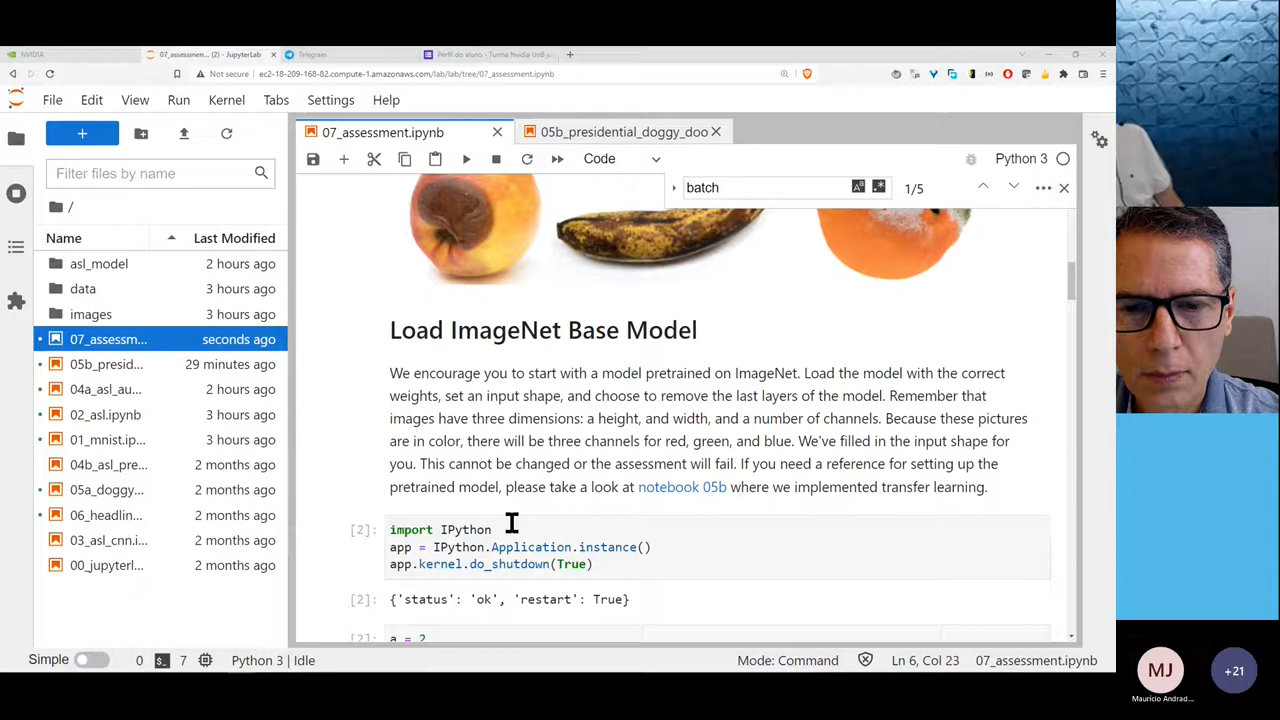 NVIDIA
07_assessment... (2) - JupyterLab
Telegram
Perfil do aluno - Turma Nvidia UnB
Not secure
ec2-18-209-168-82.compute-1.amazonaws.com/lab/lab/tree/07_assessment.ipynb
File Edit View Run Kernel Tabs Settings Help
07_assessment.ipynb
05b_presidential_doggy_doo
Code
Python 3
Filter files by name
batch
1/5
/
Name
Last Modified
asl_model 2 hours ago
data 3 hours ago
images 3 hours ago
07_assessm... seconds ago
05b_presid... 29 minutes ago
04a_asl_au... 2 hours ago
02_asl.ipynb 3 hours ago
01_mnist.ip... 3 hours ago
04b_asl_pre... 2 months ago
05a_doggy... 2 months ago
06_headlin... 2 months ago
03_asl_cnn.i... 2 months ago
00_jupyterl... 2 months ago
Load ImageNet Base Model
We encourage you to start with a model pretrained on ImageNet. Load the model with the correct
weights, set an input shape, and choose to remove the last layers of the model. Remember that
images have three dimensions: a height, and width, and a number of channels. Because these pictures
are in color, there will be three channels for red, green, and blue. We've filled in the input shape for
you. This cannot be changed or the assessment will fail. If you need a reference for setting up the
pretrained model, please take a look at notebook 05b where we implemented transfer learning.
[2]: import IPython
app = IPython.Application.instance()
app.kernel.do_shutdown(True)
[2]: {'status': 'ok', 'restart': True}
[2]: a = 2
Simple
0
7
Python 3 | Idle
Mode: Command
Ln 6, Col 23
07_assessment.ipynb
MJ
Maurício Andrad...
+21